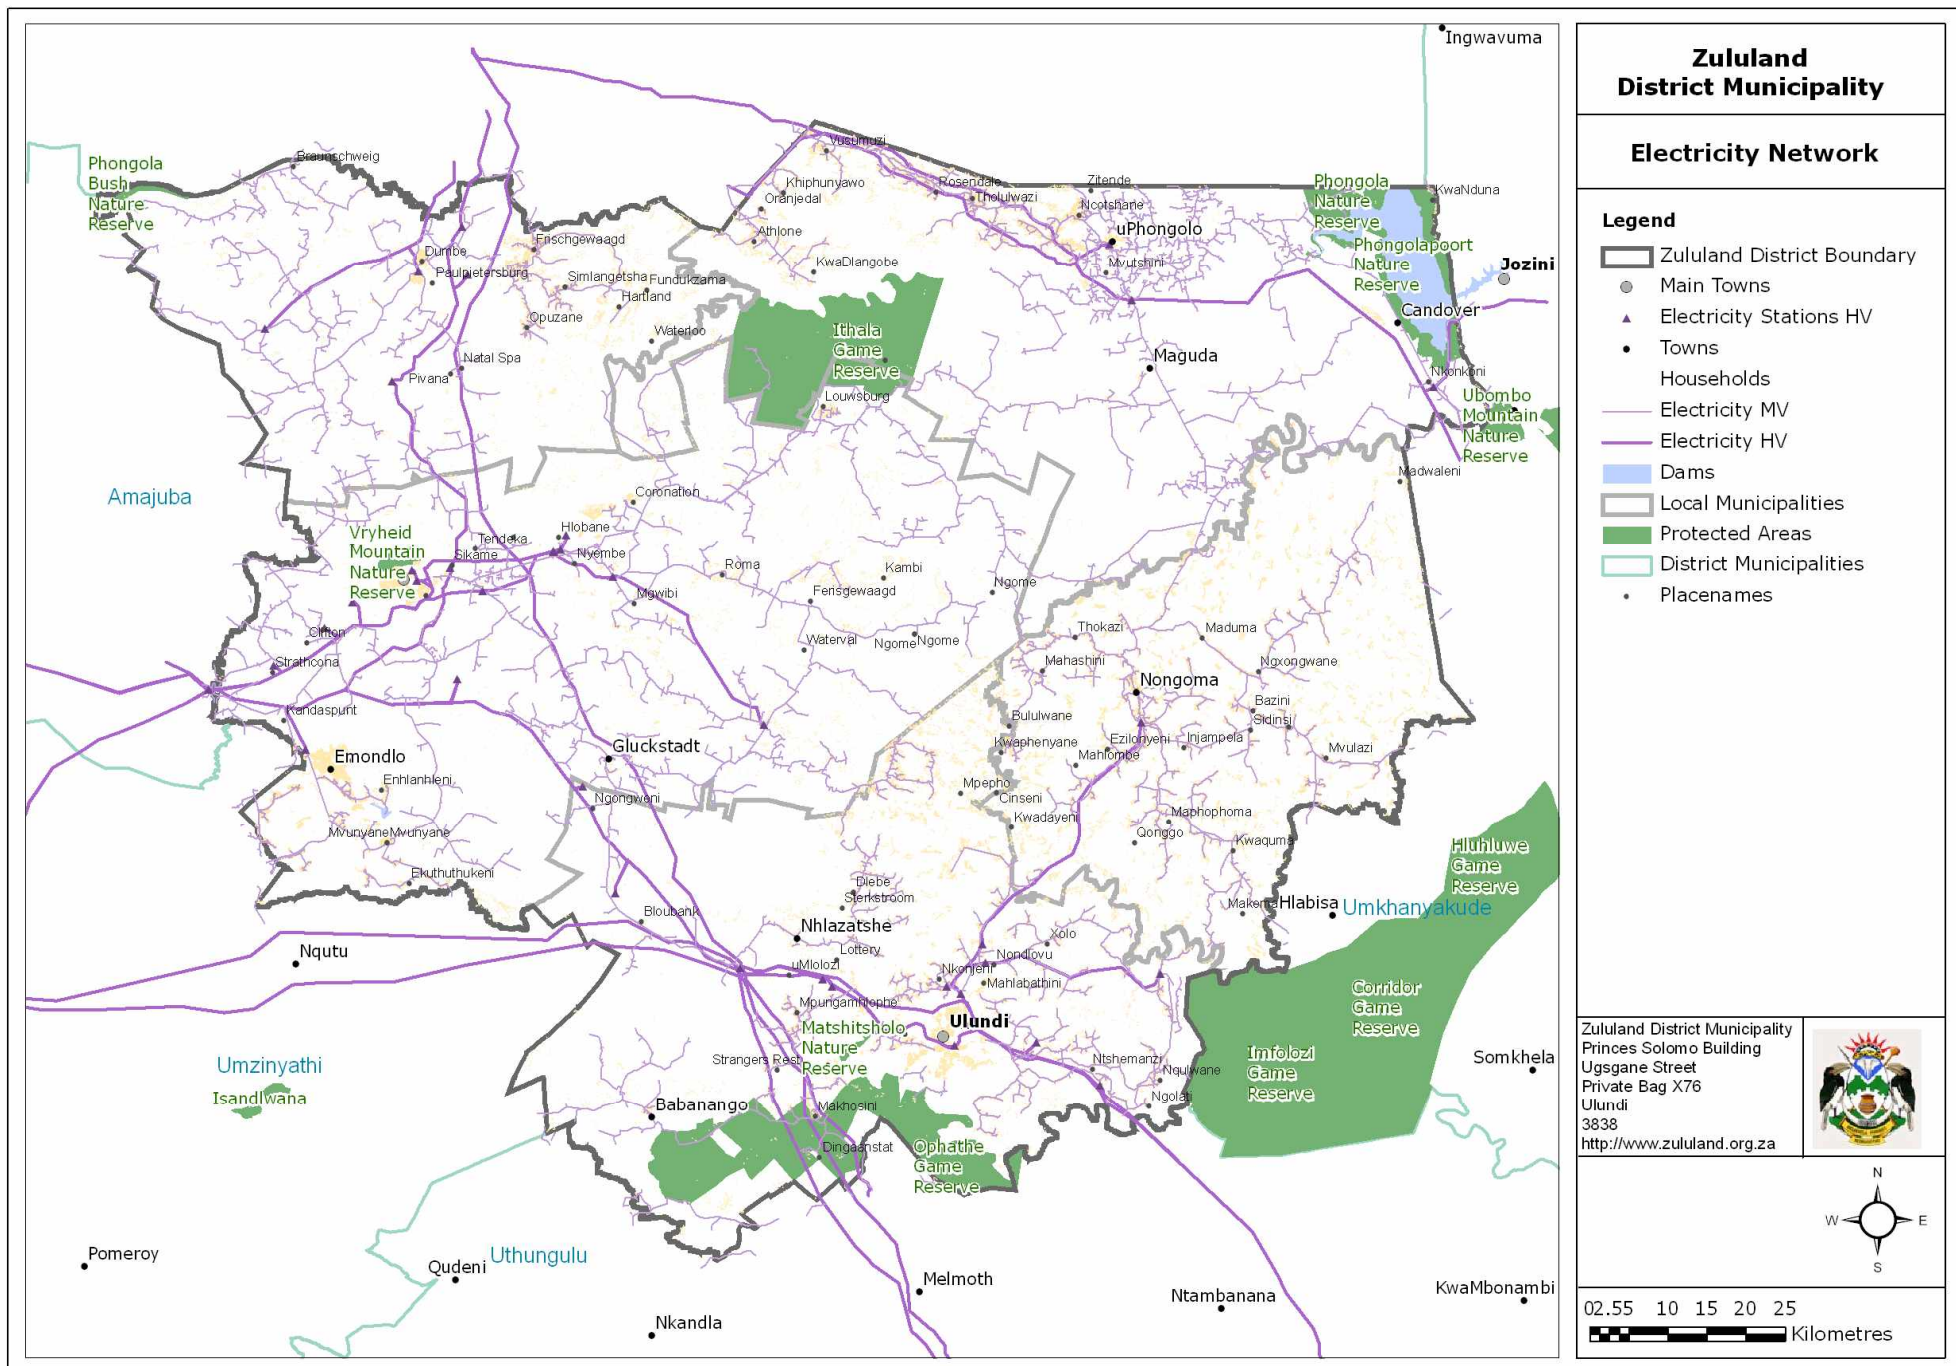 Ingwavuma
Zululand
District Municipality
Electricity Network
Legend
Zululand District Boundary
Main Towns
Electricity Stations HV
Towns
Households
Electricity MV
Electricity HV
Dams
Local Municipalities
Protected Areas
District Municipalities
Placenames
Phongola
Bush
Nature
Reserve
Braunschweig
Vusumuzi
Khiphunyawo
Oranjedal
Athlone
KwaDlangobe
Rosendale
Tholulwazi
Zitende
Ncotshane
uPhongolo
Mvutshini
Phongola
Nature
Reserve
KwaNduna
Phongolapoort
Nature
Reserve
Jozini
Candover
Dumbe
Paulpietersburg
Frischgewaagd
Simlangetsha
Fundukzama
Hartland
Opuzane
Waterloo
Natal Spa
Pivana
Ithala
Game
Reserve
Louwsburg
Maguda
Nkonkoni
Ubombo
Mountain
Nature
Reserve
Madwaleni
Amajuba
Vryheid
Mountain
Nature
Reserve
Coronation
Hlobane
Tendeka
Sikame
Nyembe
Mgwibi
Roma
Kambi
Ferisgewaagd
Ngome
Waterval
Ngome
Ngome
Clifton
Strathcona
Kandaspunt
Emondlo
Enhlanhleni
Mvunyane
Mvunyane
Ekuthuthukeni
Gluckstadt
Ngongweni
Thokazi
Maduma
Mahashini
Ngxongwane
Nongoma
Bazini
Sidinsi
Bululwane
Kwaphenyane
Ezilonyeni
Injampela
Mahlombe
Mvulazi
Mpepho
Cinseni
Kwadayeni
Maphophoma
Qonggo
Kwaquma
Makema
Hlabisa
Umkhanyakude
Hluhluwe
Game
Reserve
Dlebe
Sterkstroom
Bloubank
Nhlazatshe
Lottery
uMlolozi
Xolo
Nondlovu
Nkonjeni
Mahlabathini
Mpungamhlophe
Matshitsholo
Nature
Reserve
Ulundi
Strangers Rest
Ntshemanzi
Nqulwane
Ngolati
Corridor
Game
Reserve
Imfolozi
Game
Reserve
Somkhela
Nqutu
Umzinyathi
Isandlwana
Babanango
Makhosini
Dingaanstat
Ophathe
Game
Reserve
Pomeroy
Qudeni
Uthungulu
Nkandla
Melmoth
Ntambanana
KwaMbonambi
Zululand District Municipality
Princes Solomo Building
Ugsgane Street
Private Bag X76
Ulundi
3838
http://www.zululand.org.za
N
W
E
S
02.55 10 15 20 25
Kilometres